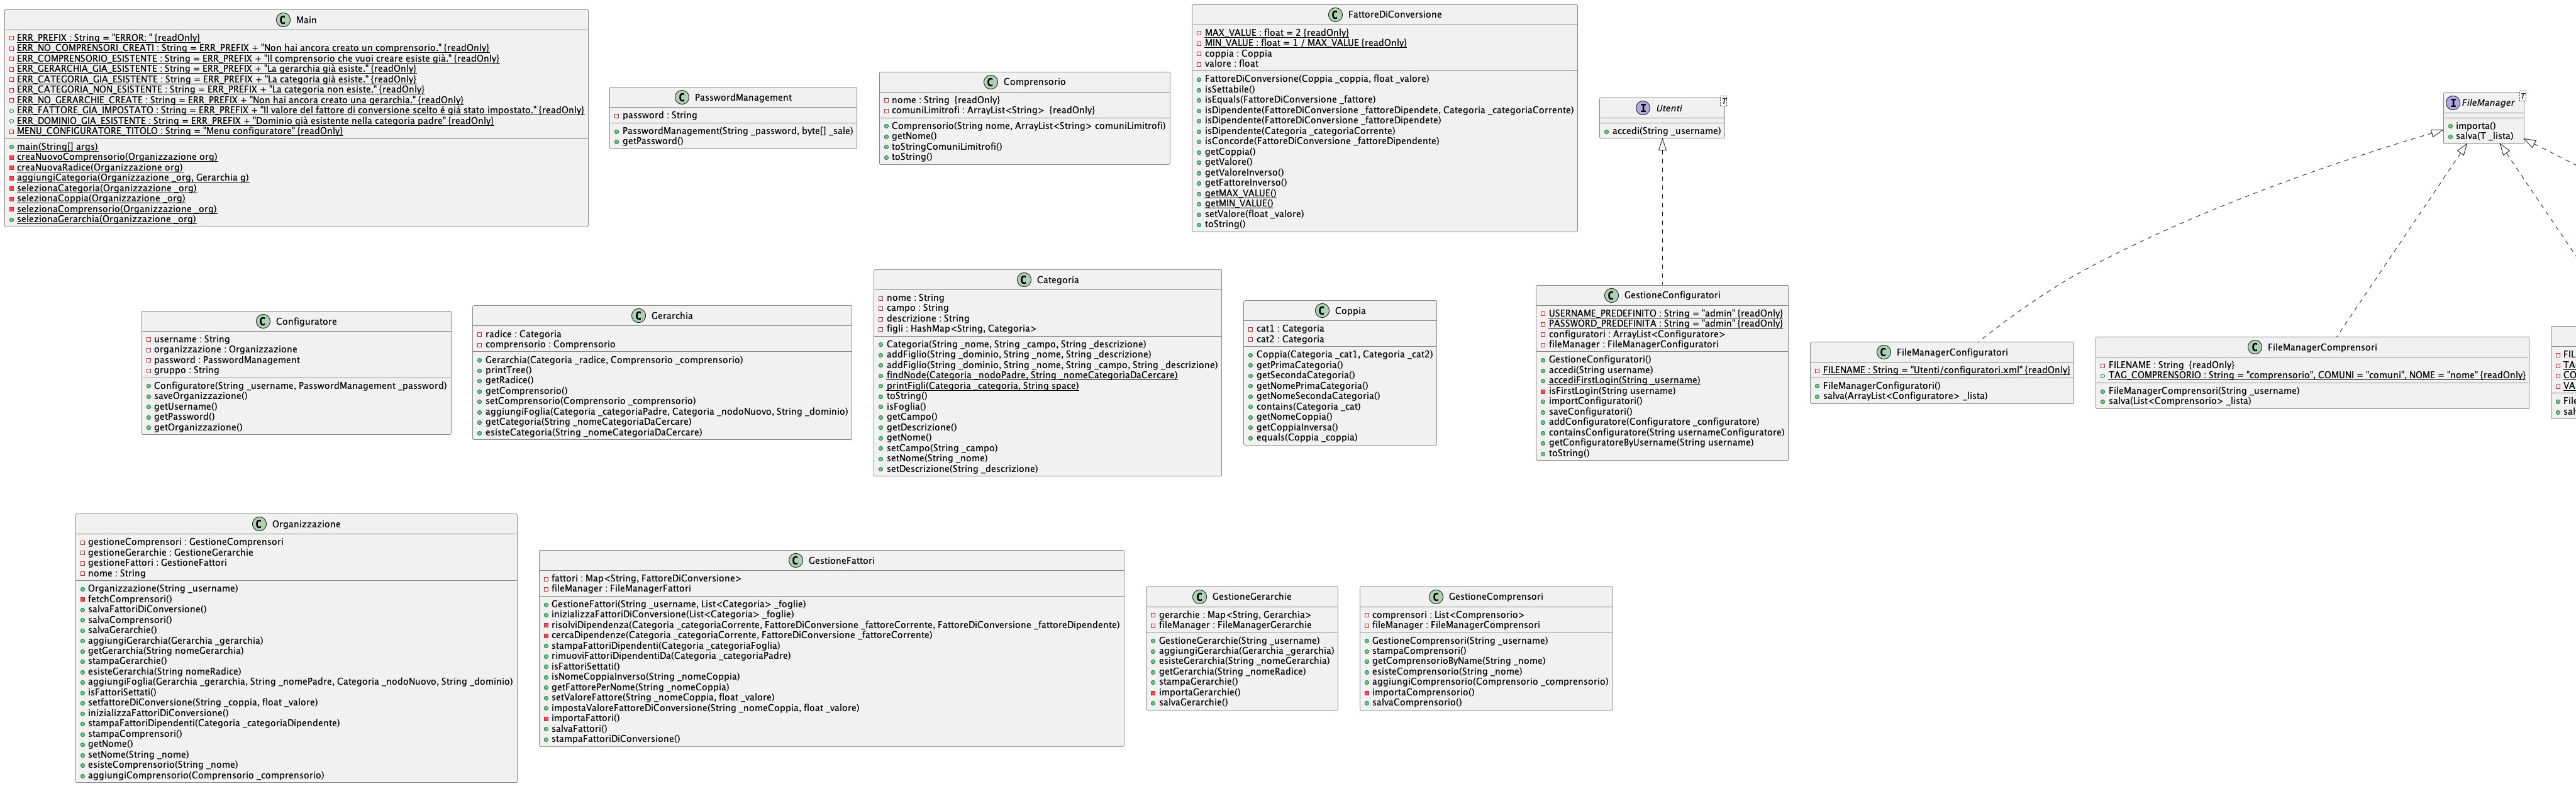 Main
ERR_PREFIX : String = "ERROR: " {readOnly}
ERR_NO_COMPRENSORI_CREATI : String = ERR_PREFIX + "Non hai ancora creato un comprensorio." {readOnly}
ERR_COMPRENSORIO_ESISTENTE : String = ERR_PREFIX + "Il comprensorio che vuoi creare esiste già." {readOnly}
ERR_GERARCHIA_GIA_ESISTENTE : String = ERR_PREFIX + "La gerarchia già esiste." {readOnly}
ERR_CATEGORIA_GIA_ESISTENTE : String = ERR_PREFIX + "La categoria già esiste." {readOnly}
ERR_CATEGORIA_NON_ESISTENTE : String = ERR_PREFIX + "La categoria non esiste." {readOnly}
ERR_NO_GERARCHIE_CREATE : String = ERR_PREFIX + "Non hai ancora creato una gerarchia." {readOnly}
ERR_FATTORE_GIA_IMPOSTATO : String = ERR_PREFIX + "Il valore del fattore di conversione scelto é giá stato impostato." {readOnly}
ERR_DOMINIO_GIA_ESISTENTE : String = ERR_PREFIX + "Dominio già esistente nella categoria padre" {readOnly}
MENU_CONFIGURATORE_TITOLO : String = "Menu configuratore" {readOnly}
main(String[] args)
creaNuovoComprensorio(Organizzazione org)
creaNuovaRadice(Organizzazione org)
aggiungiCategoria(Organizzazione _org, Gerarchia g)
selezionaCategoria(Organizzazione _org)
selezionaCoppia(Organizzazione _org)
selezionaComprensorio(Organizzazione _org)
selezionaGerarchia(Organizzazione _org)
PasswordManagement
password : String
PasswordManagement(String _password, byte[] _sale)
getPassword()
Comprensorio
nome : String {readOnly}
comuniLimitrofi : ArrayList<String> {readOnly}
Comprensorio(String nome, ArrayList<String> comuniLimitrofi)
getNome()
toStringComuniLimitrofi()
toString()
FattoreDiConversione
MAX_VALUE : float = 2 {readOnly}
MIN_VALUE : float = 1 / MAX_VALUE {readOnly}
coppia : Coppia
valore : float
FattoreDiConversione(Coppia _coppia, float _valore)
isSettabile()
isEquals(FattoreDiConversione _fattore)
isDipendente(FattoreDiConversione _fattoreDipendete, Categoria _categoriaCorrente)
isDipendente(FattoreDiConversione _fattoreDipendete)
isDipendente(Categoria _categoriaCorrente)
isConcorde(FattoreDiConversione _fattoreDipendente)
getCoppia()
getValore()
getValoreInverso()
getFattoreInverso()
getMAX_VALUE()
getMIN_VALUE()
setValore(float _valore)
toString()
Utenti
T
accedi(String _username)
FileManager
T
importa()
salva(T _lista)
Configuratore
username : String
organizzazione : Organizzazione
password : PasswordManagement
gruppo : String
Configuratore(String _username, PasswordManagement _password)
saveOrganizzazione()
getUsername()
getPassword()
getOrganizzazione()
Gerarchia
radice : Categoria
comprensorio : Comprensorio
Gerarchia(Categoria _radice, Comprensorio _comprensorio)
printTree()
getRadice()
getComprensorio()
setComprensorio(Comprensorio _comprensorio)
aggiungiFoglia(Categoria _categoriaPadre, Categoria _nodoNuovo, String _dominio)
getCategoria(String _nomeCategoriaDaCercare)
esisteCategoria(String _nomeCategoriaDaCercare)
Categoria
nome : String
campo : String
descrizione : String
figli : HashMap<String, Categoria>
Categoria(String _nome, String _campo, String _descrizione)
addFiglio(String _dominio, String _nome, String _descrizione)
addFiglio(String _dominio, String _nome, String _campo, String _descrizione)
findNode(Categoria _nodoPadre, String _nomeCategoriaDaCercare)
printFigli(Categoria _categoria, String space)
toString()
isFoglia()
getCampo()
getDescrizione()
getNome()
setCampo(String _campo)
setNome(String _nome)
setDescrizione(String _descrizione)
Coppia
cat1 : Categoria
cat2 : Categoria
Coppia(Categoria _cat1, Categoria _cat2)
getPrimaCategoria()
getSecondaCategoria()
getNomePrimaCategoria()
getNomeSecondaCategoria()
contains(Categoria _cat)
getNomeCoppia()
getCoppiaInversa()
equals(Coppia _coppia)
GestioneConfiguratori
USERNAME_PREDEFINITO : String = "admin" {readOnly}
PASSWORD_PREDEFINITA : String = "admin" {readOnly}
configuratori : ArrayList<Configuratore>
fileManager : FileManagerConfiguratori
GestioneConfiguratori()
accedi(String username)
accediFirstLogin(String _username)
isFirstLogin(String username)
importConfiguratori()
saveConfiguratori()
addConfiguratore(Configuratore _configuratore)
containsConfiguratore(String usernameConfiguratore)
getConfiguratoreByUsername(String username)
toString()
FileManagerConfiguratori
FILENAME : String = "Utenti/configuratori.xml" {readOnly}
FileManagerConfiguratori()
salva(ArrayList<Configuratore> _lista)
FileManagerComprensori
FILENAME : String {readOnly}
TAG_COMPRENSORIO : String = "comprensorio", COMUNI = "comuni", NOME = "nome" {readOnly}
FileManagerComprensori(String _username)
salva(List<Comprensorio> _lista)
Organizzazione
gestioneComprensori : GestioneComprensori
gestioneGerarchie : GestioneGerarchie
gestioneFattori : GestioneFattori
nome : String
Organizzazione(String _username)
fetchComprensori()
salvaFattoriDiConversione()
salvaComprensori()
salvaGerarchie()
aggiungiGerarchia(Gerarchia _gerarchia)
getGerarchia(String nomeGerarchia)
stampaGerarchie()
esisteGerarchia(String nomeRadice)
aggiungiFoglia(Gerarchia _gerarchia, String _nomePadre, Categoria _nodoNuovo, String _dominio)
isFattoriSettati()
setfattoreDiConversione(String _coppia, float _valore)
inizializzaFattoriDiConversione()
stampaFattoriDipendenti(Categoria _categoriaDipendente)
stampaComprensori()
getNome()
setNome(String _nome)
esisteComprensorio(String _nome)
aggiungiComprensorio(Comprensorio _comprensorio)
GestioneFattori
fattori : Map<String, FattoreDiConversione>
fileManager : FileManagerFattori
GestioneFattori(String _username, List<Categoria> _foglie)
inizializzaFattoriDiConversione(List<Categoria> _foglie)
risolviDipendenza(Categoria _categoriaCorrente, FattoreDiConversione _fattoreCorrente, FattoreDiConversione _fattoreDipendente)
cercaDipendenze(Categoria _categoriaCorrente, FattoreDiConversione _fattoreCorrente)
stampaFattoriDipendenti(Categoria _categoriaFoglia)
rimuoviFattoriDipendentiDa(Categoria _categoriaPadre)
isFattoriSettati()
isNomeCoppiaInverso(String _nomeCoppia)
getFattorePerNome(String _nomeCoppia)
setValoreFattore(String _nomeCoppia, float _valore)
impostaValoreFattoreDiConversione(String _nomeCoppia, float _valore)
importaFattori()
salvaFattori()
stampaFattoriDiConversione()
GestioneGerarchie
gerarchie : Map<String, Gerarchia>
fileManager : FileManagerGerarchie
GestioneGerarchie(String _username)
aggiungiGerarchia(Gerarchia _gerarchia)
esisteGerarchia(String _nomeGerarchia)
getGerarchia(String _nomeRadice)
stampaGerarchie()
importaGerarchie()
salvaGerarchie()
GestioneComprensori
comprensori : List<Comprensorio>
fileManager : FileManagerComprensori
GestioneComprensori(String _username)
stampaComprensori()
getComprensorioByName(String _nome)
esisteComprensorio(String _nome)
aggiungiComprensorio(Comprensorio _comprensorio)
importaComprensorio()
salvaComprensorio()